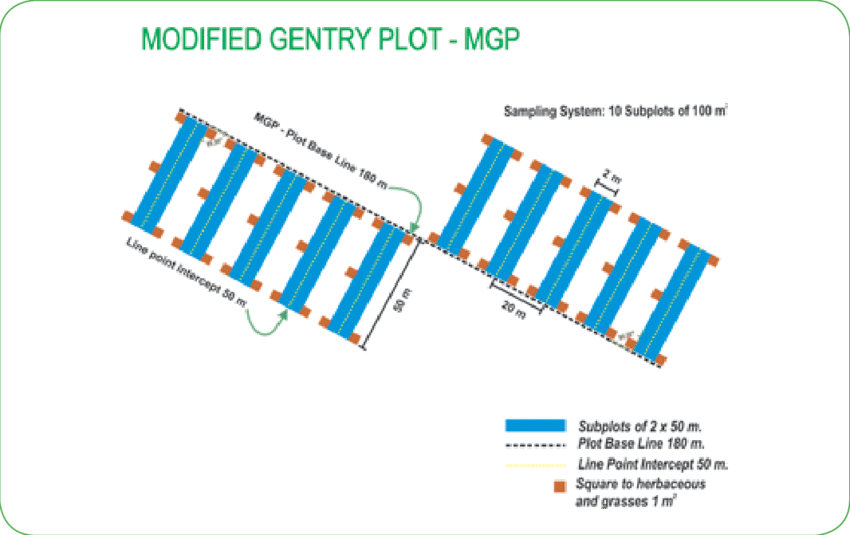 MODIFIED GENTRY PLOT - MGP
Sampling System: 10 Subplots of 100 m²
MGP - Plot Base Line 180 m
2 m
Line point Intercept 50 m
50 m
20 m
Subplots of 2 x 50 m.
Plot Base Line 180 m.
Line Point Intercept 50 m.
Square to herbaceous
and grasses 1 m²